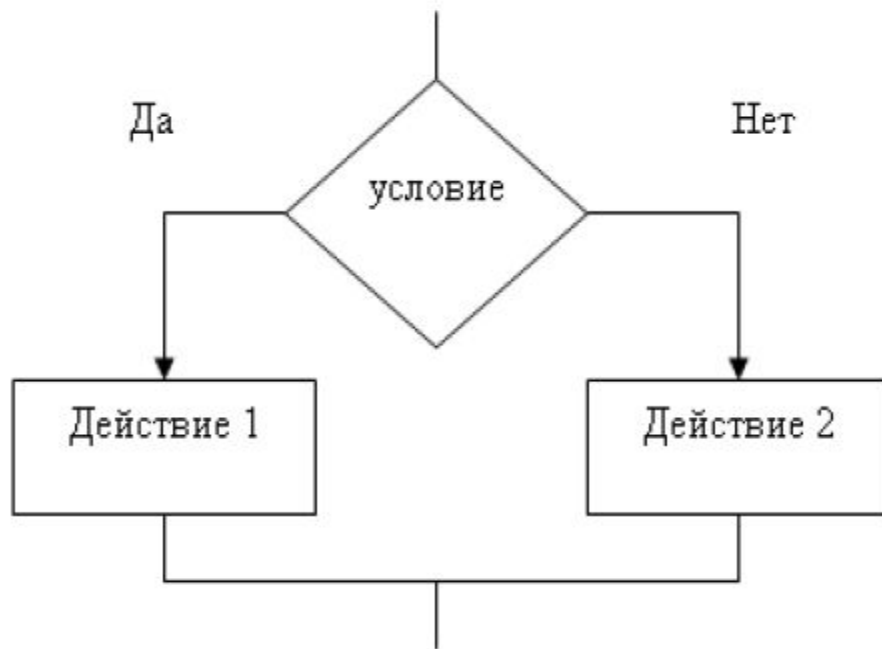 Да
Нет
условие
Действие 1
Действие 2